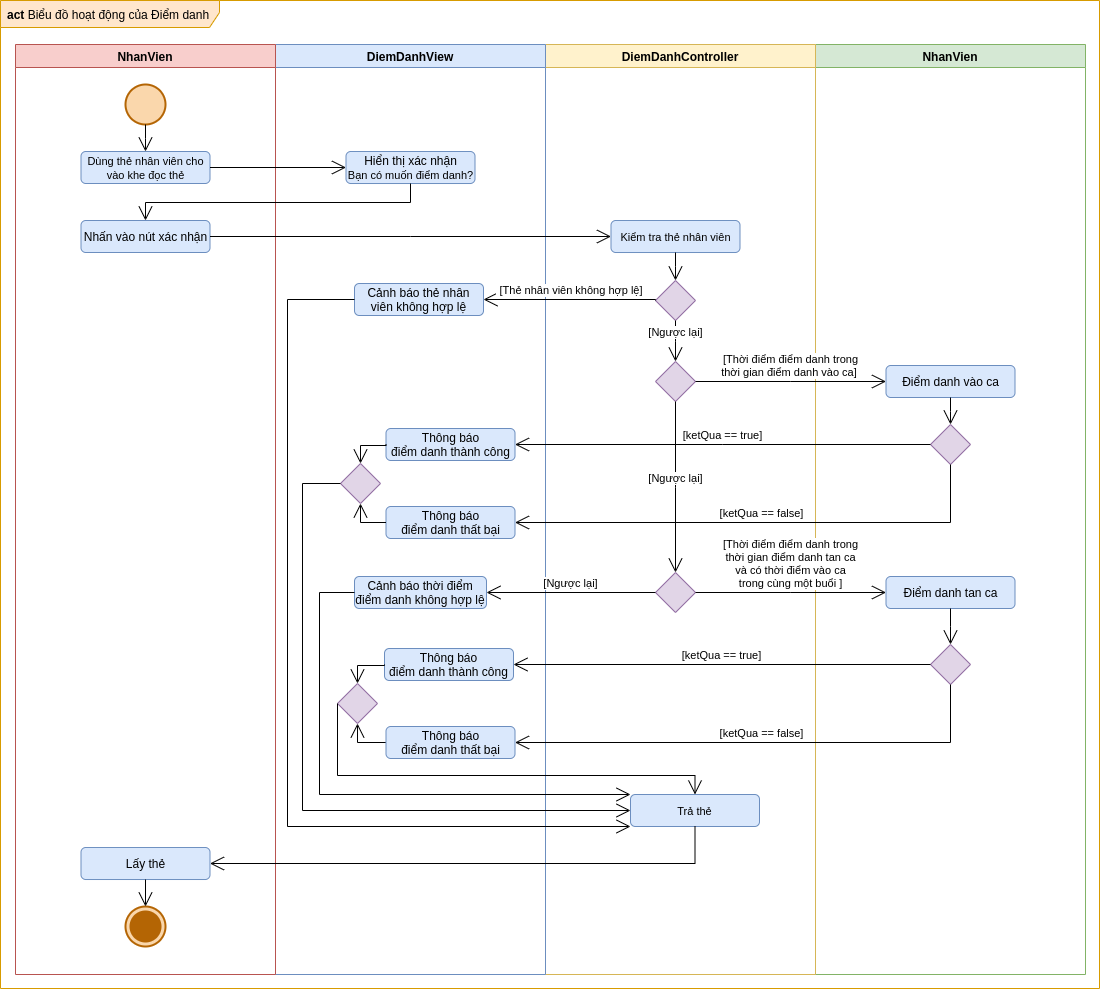 act Biểu đồ hoạt động của Điểm danh
NhanVien
DiemDanhView
DiemDanhController
NhanVien
Dùng thẻ nhân viên cho
vào khe đọc thẻ
Hiển thị xác nhận
Bạn có muốn điểm danh?
Nhấn vào nút xác nhận
Kiểm tra thẻ nhân viên
Cảnh báo thẻ nhân
viên không hợp lệ
[Thẻ nhân viên không hợp lệ]
[Ngược lại]
[Thời điểm điểm danh trong
thời gian điểm danh vào ca]
Điểm danh vào ca
Thông báo
điểm danh thành công
[ketQua == true]
[Ngược lại]
Thông báo
điểm danh thất bại
[ketQua == false]
[Thời điểm điểm danh trong
thời gian điểm danh tan ca
và có thời điểm vào ca
trong cùng một buổi ]
Cảnh báo thời điểm
điểm danh không hợp lệ
[Ngược lại]
Điểm danh tan ca
Thông báo
điểm danh thành công
[ketQua == true]
Thông báo
điểm danh thất bại
[ketQua == false]
Trả thẻ
Lấy thẻ